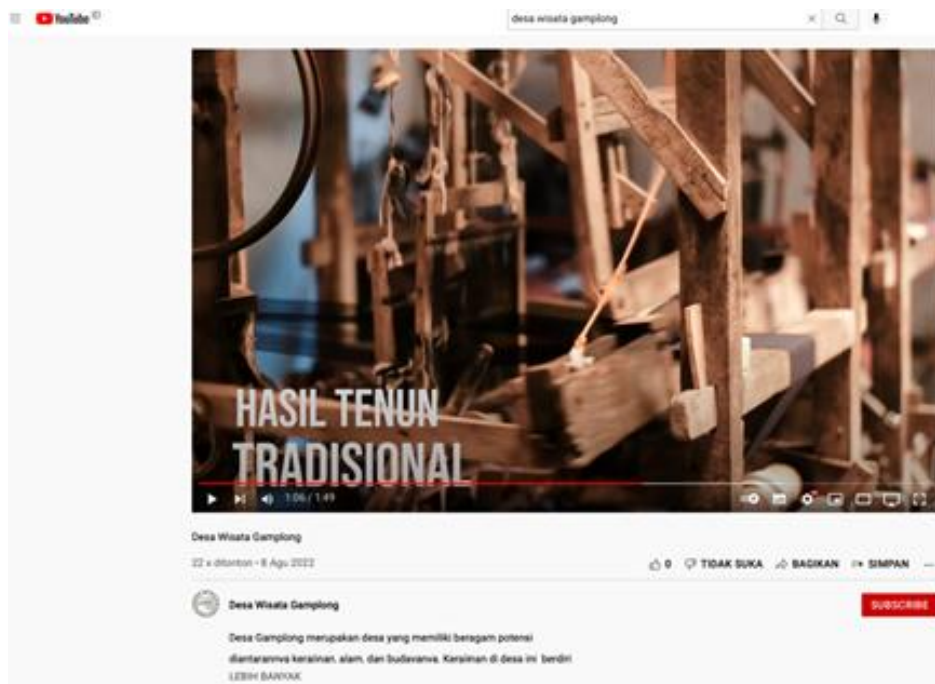 YouTube ID
desa wisata gamplong
HASIL TENUN
TRADISIONAL
1:06 / 1:49
Desa Wisata Gamplong
22 x ditonton • 8 Agu 2022
0 TIDAK SUKA BAGIKAN SIMPAN ...
Desa Wisata Gamplong
SUBSCRIBE
Desa Gamplong merupakan desa yang memiliki beragam potensi
diantarannya kerajinan, alam, dan budayanya. Kerajinan di desa ini berdiri
LEBIH BANYAK